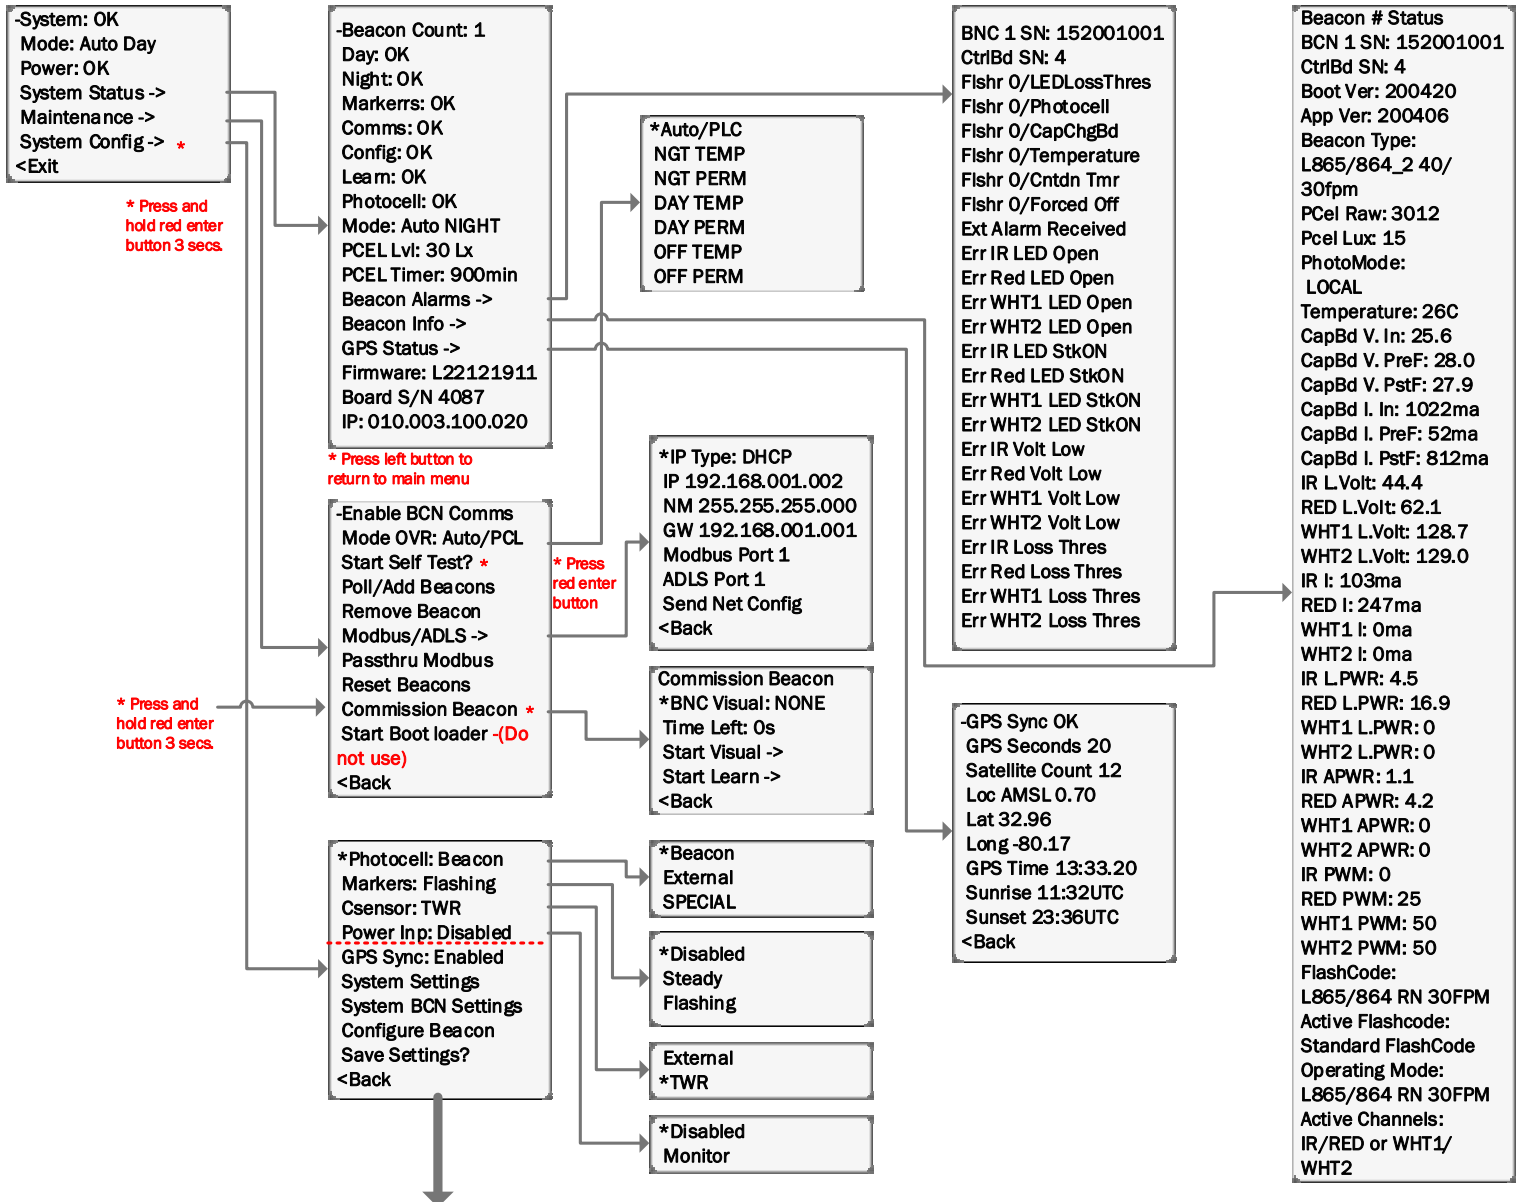 -System: OK
Mode: Auto Day
Power: OK
System Status ->
Maintenance ->
System Config -> *
<Exit
* Press and
hold red enter
button 3 secs.
-Beacon Count: 1
Day: OK
Night: OK
Markerrs: OK
Comms: OK
Config: OK
Learn: OK
Photocell: OK
Mode: Auto NIGHT
PCEL Lvl: 30 Lx
PCEL Timer: 900min
Beacon Alarms ->
Beacon Info ->
GPS Status ->
Firmware: L22121911
Board S/N 4087
IP: 010.003.100.020
* Press left button to
return to main menu
-Enable BCN Comms
Mode OVR: Auto/PCL
Start Self Test? *
Poll/Add Beacons
Remove Beacon
Modbus/ADLS ->
Passthru Modbus
Reset Beacons
Commission Beacon *
Start Boot loader -(Do
not use)
<Back
* Press and
hold red enter
button 3 secs.
* Press
red enter
button
*Photocell: Beacon
Markers: Flashing
Csensor: TWR
Power Inp: Disabled
GPS Sync: Enabled
System Settings
System BCN Settings
Configure Beacon
Save Settings?
<Back
*Auto/PLC
NGT TEMP
NGT PERM
DAY TEMP
DAY PERM
OFF TEMP
OFF PERM
*IP Type: DHCP
IP 192.168.001.002
NM 255.255.255.000
GW 192.168.001.001
Modbus Port 1
ADLS Port 1
Send Net Config
<Back
Commission Beacon
*BNC Visual: NONE
Time Left: 0s
Start Visual ->
Start Learn ->
<Back
*Beacon
External
SPECIAL
*Disabled
Steady
Flashing
External
*TWR
*Disabled
Monitor
BNC 1 SN: 152001001
CtrlBd SN: 4
Flshr 0/LEDLossThres
Flshr 0/Photocell
Flshr 0/CapChgBd
Flshr 0/Temperature
Flshr 0/Cntdn Tmr
Flshr 0/Forced Off
Ext Alarm Received
Err IR LED Open
Err Red LED Open
Err WHT1 LED Open
Err WHT2 LED Open
Err IR LED StkON
Err Red LED StkON
Err WHT1 LED StkON
Err WHT2 LED StkON
Err IR Volt Low
Err Red Volt Low
Err WHT1 Volt Low
Err WHT2 Volt Low
Err IR Loss Thres
Err Red Loss Thres
Err WHT1 Loss Thres
Err WHT2 Loss Thres
-GPS Sync OK
GPS Seconds 20
Satellite Count 12
Loc AMSL 0.70
Lat 32.96
Long -80.17
GPS Time 13:33.20
Sunrise 11:32UTC
Sunset 23:36UTC
<Back
Beacon # Status
BCN 1 SN: 152001001
CtrlBd SN: 4
Boot Ver: 200420
App Ver: 200406
Beacon Type:
L865/864_2 40/
30fpm
PCel Raw: 3012
Pcel Lux: 15
PhotoMode:
LOCAL
Temperature: 26C
CapBd V. In: 25.6
CapBd V. PreF: 28.0
CapBd V. PstF: 27.9
CapBd I. In: 1022ma
CapBd I. PreF: 52ma
CapBd I. PstF: 812ma
IR L.Volt: 44.4
RED L.Volt: 62.1
WHT1 L.Volt: 128.7
WHT2 L.Volt: 129.0
IR I: 103ma
RED I: 247ma
WHT1 I: 0ma
WHT2 I: 0ma
IR L.PWR: 4.5
RED L.PWR: 16.9
WHT1 L.PWR: 0
WHT2 L.PWR: 0
IR APWR: 1.1
RED APWR: 4.2
WHT1 APWR: 0
WHT2 APWR: 0
IR PWM: 0
RED PWM: 25
WHT1 PWM: 50
WHT2 PWM: 50
FlashCode:
L865/864 RN 30FPM
Active Flashcode:
Standard FlashCode
Operating Mode:
L865/864 RN 30FPM
Active Channels:
IR/RED or WHT1/
WHT2